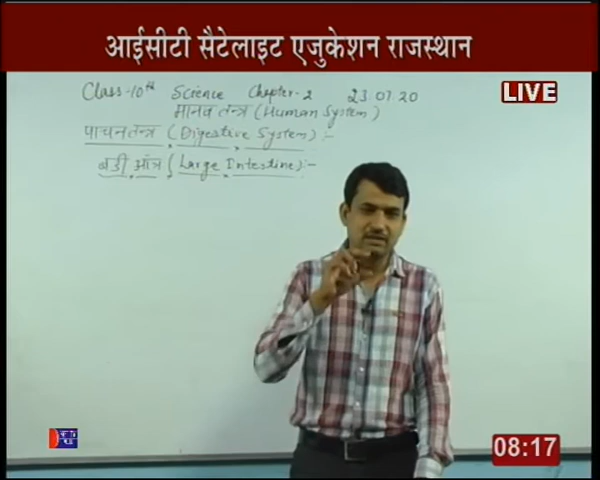 आईसीटी सैटेलाइट एजुकेशन राजस्थान
LIVE
Class-10th Science Chapter-2 23.07.20
मानव तन्त्र (Human System)
पाचनतन्त्र (Digestive System):-
बडी आँत्र (Large Intestine):-
08:17